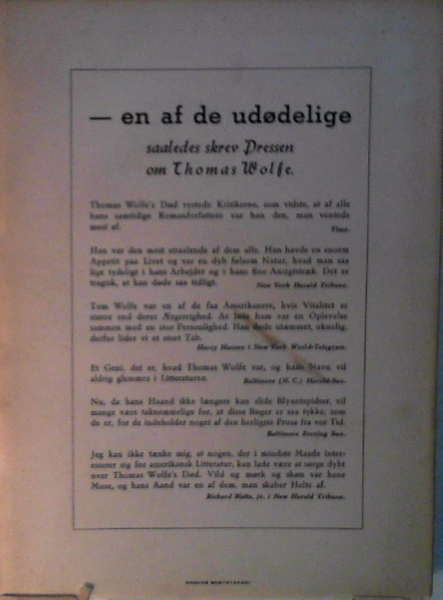 — en af de udødelige
saaledes skrev Pressen
om Thomas Wolfe.
Thomas Wolfe's Død rystede Kritikerne, som vidste, at af alle
hans samtidige Romanforfattere var han den, man ventede
mest af.
Time.
Han var den mest straalende af dem alle. Han havde en enorm
Appetit paa Livet og var en dyb følsom Natur, hvad man saa
lige tydeligt i hans Arbejder og i hans fine Ansigtstræk. Det er
tragisk, at han døde saa tidligt.
New York Herald Tribune.
Tom Wolfe var en af de faa Amerikanere, hvis Vitalitet er
større end deres Ærgerrighed. At læse ham var en Oplevelse
sammen med en stor Personlighed. Han døde utæmmet, ukuelig,
derfor lider vi et stort Tab.
Harry Hansen i New York World-Telegram.
Et Geni, det er, hvad Thomas Wolfe var, og hans Navn vil
aldrig glemmes i Litteraturen.
Baltimore (N. C.) Herald-Sun.
Nu, da hans Haand ikke længere kan slide Blyantspidser, vil
mange være taknemmelige for, at disse Bøger er saa tykke, som
de er, for de indeholder noget af den herligste Prosa fra vor Tid.
Baltimore Evening Sun.
Jeg kan ikke tænke mig, at nogen, der i mindste Maade inter-
esserer sig for amerikansk Litteratur, kan lade være at sørge dybt
over Thomas Wolfe's Død. Vild og mørk og skøn var hans
Muse, og hans Aand var en af dem, man skaber Helte af.
Richard Watts, jr. i New Herald Tribune.